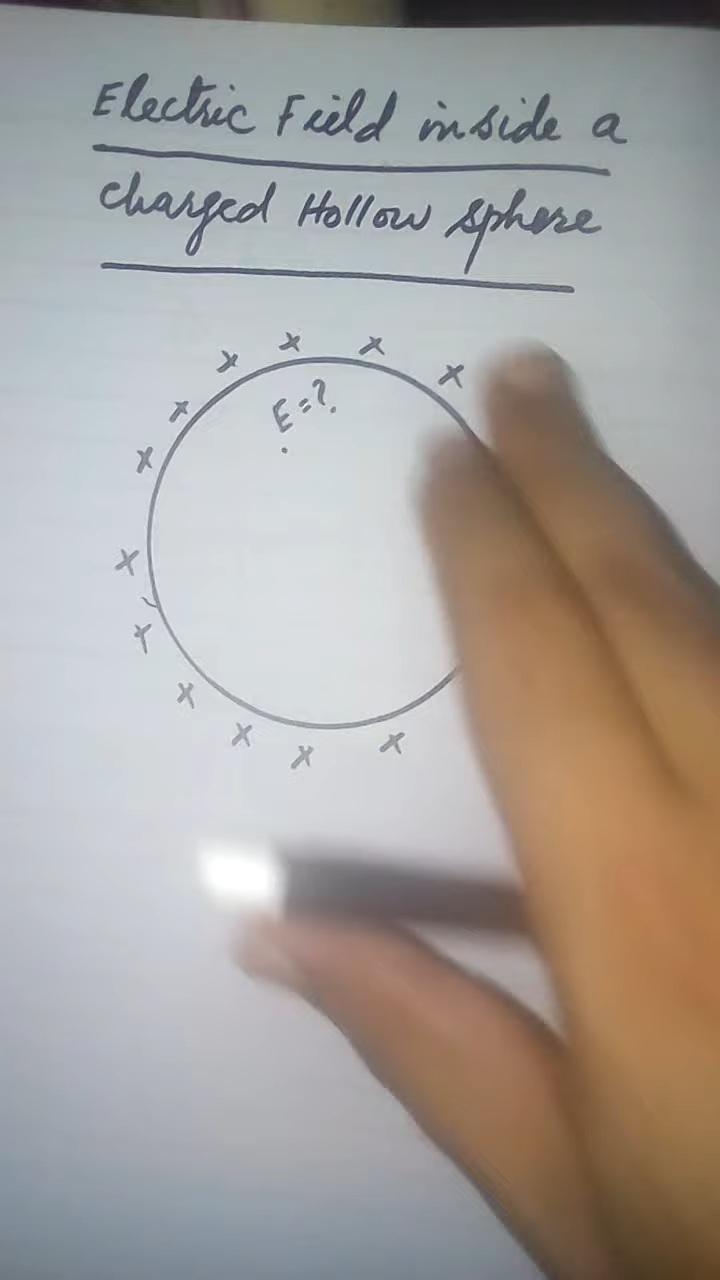 Electric Field inside a
charged Hollow sphere
x x x x
E=?
x
x
x
x
x
x
x
x